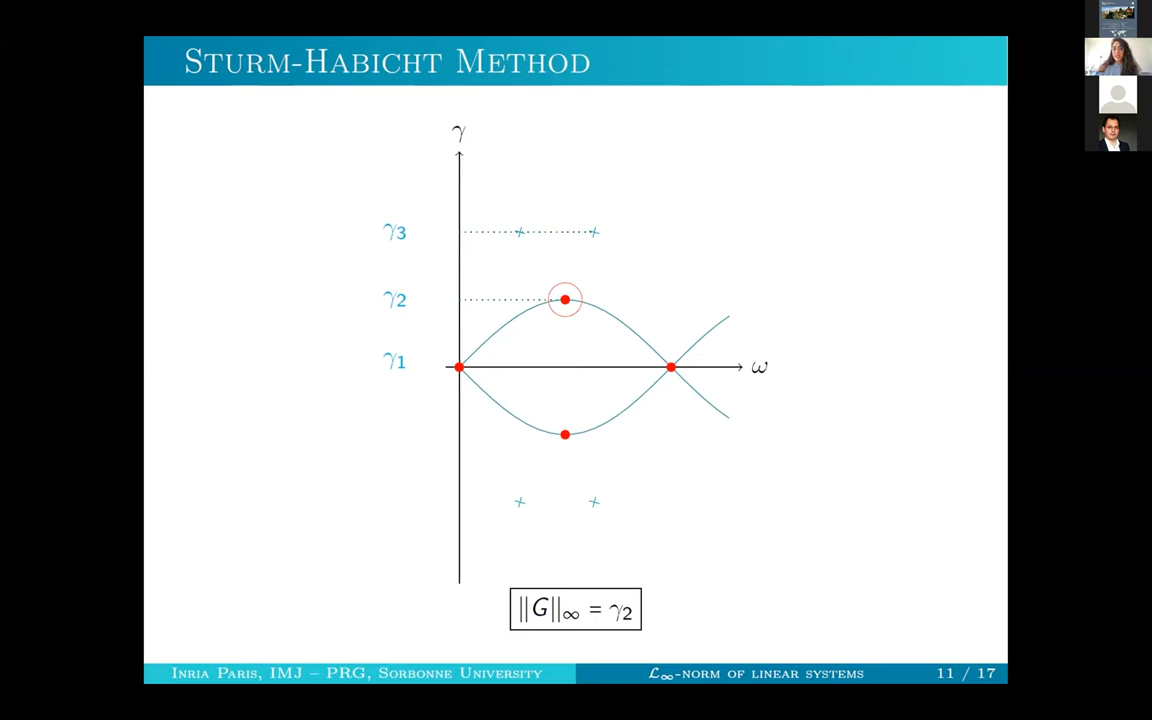 STURM-HABICHT METHOD
γ
γ3
γ2
γ1
ω
||G||∞ = γ2
INRIA PARIS, IMJ – PRG, SORBONNE UNIVERSITY
ℒ∞-NORM OF LINEAR SYSTEMS
11 / 17